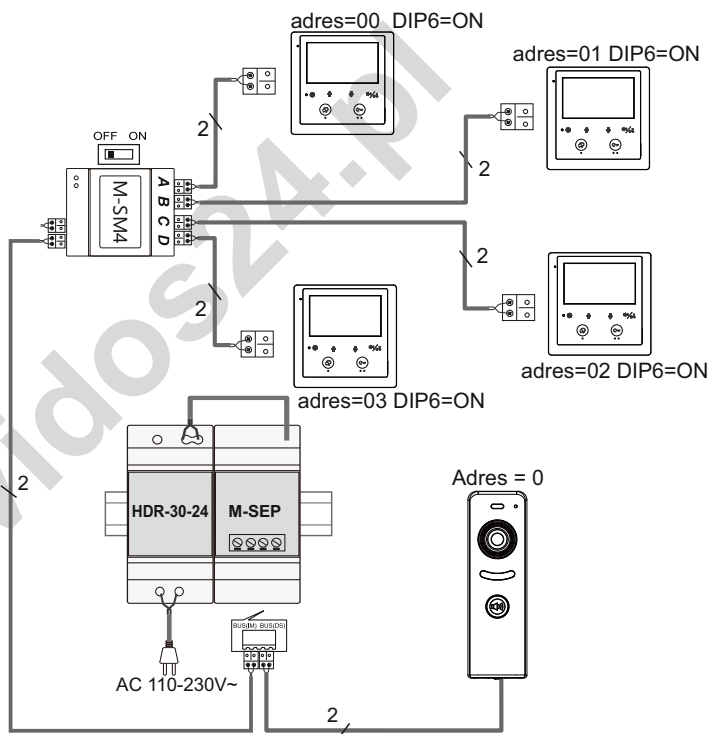 adres=00 DIP6=ON
adres=01 DIP6=ON
2
OFF ON
2
M-SM4
A
B
C
D
2
2
adres=02 DIP6=ON
adres=03 DIP6=ON
2
HDR-30-24
M-SEP
Adres = 0
BUS(IM) BUS(DS)
AC 110-230V~
2
vidos24.pl